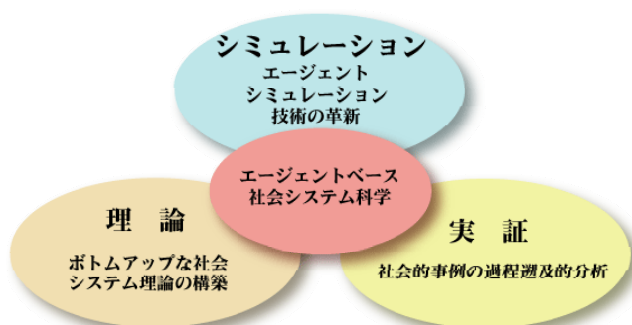 シミュレーション
エージェント
シミュレーション
技術の革新
エージェントベース
社会システム科学
理　論
ボトムアップな社会
システム理論の構築
実　証
社会的事例の過程遡及的分析